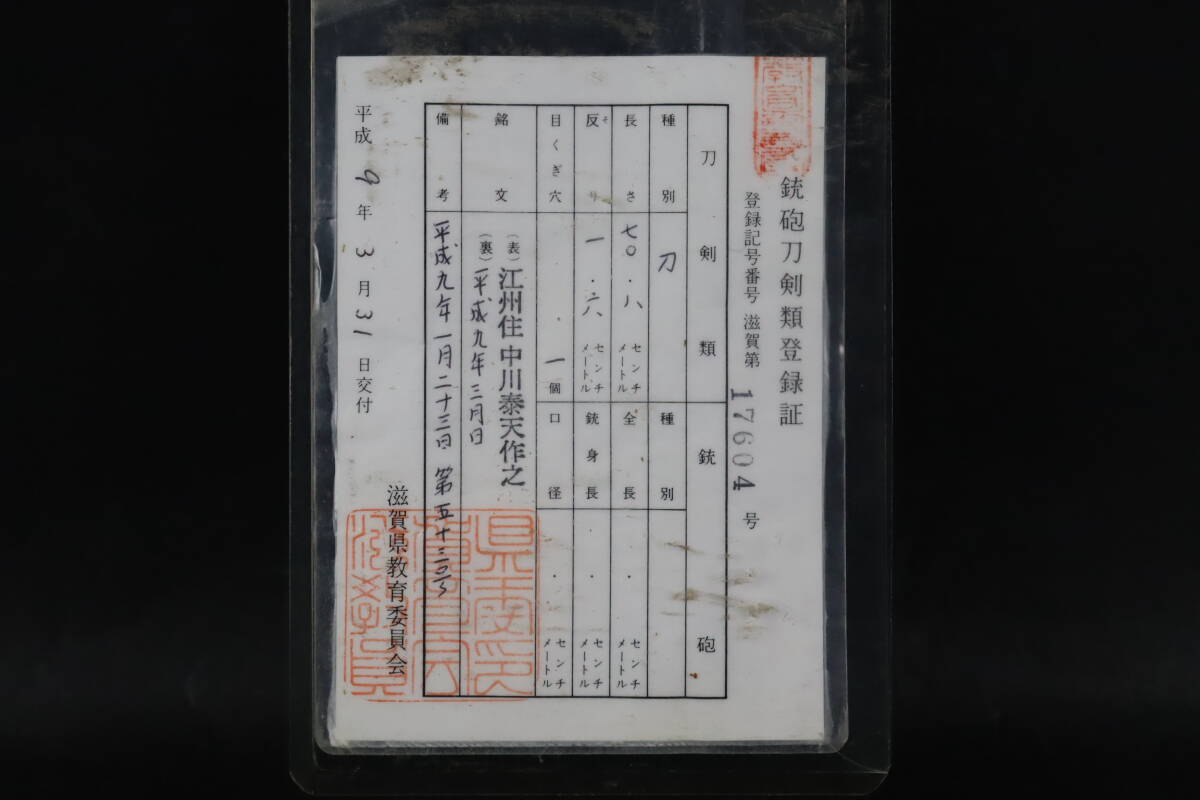 銃砲刀剣類登録証
登録記号番号 滋賀第 17604 号
刀剣類 銃砲
種別 刀 種別
長さ 七〇・八 センチメートル 全長 ・ センチメートル
反り そ 一・六 センチメートル 銃身長 ・ センチメートル
目くぎ穴 一個 口径 ・ センチメートル
銘文 (表) 江州住中川泰天作之
(裏) 平成九年三月日
備考 平成九年一月二十三日 第五十
平成 9年 3月31日交付
滋賀県教育委員会